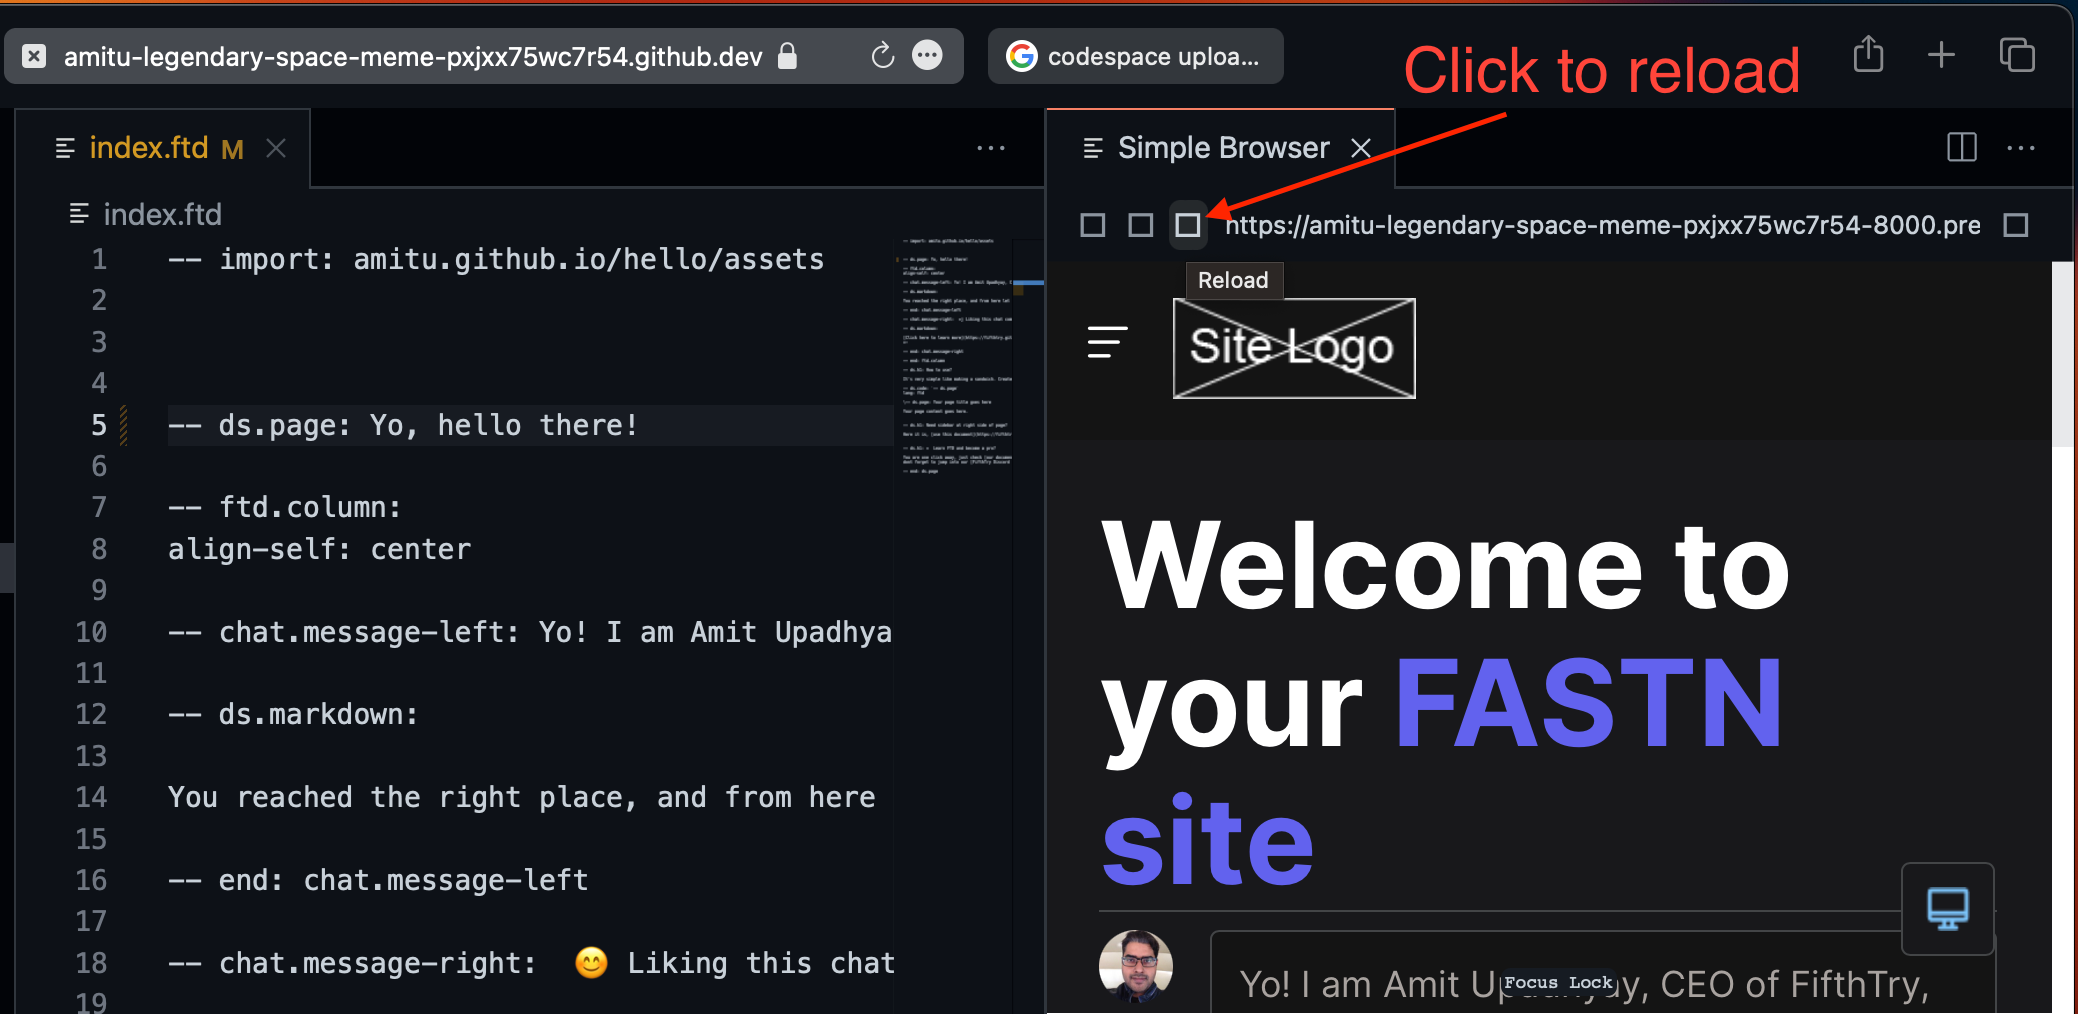 amitu-legendary-space-meme-pxjxx75wc7r54.github.dev
codespace uploa...
Click to reload
index.ftd M
Simple Browser
index.ftd
https://amitu-legendary-space-meme-pxjxx75wc7r54-8000.pre
Reload
1 -- import: amitu.github.io/hello/assets
2
3
4
5 -- ds.page: Yo, hello there!
6
7 -- ftd.column:
8 align-self: center
9
10 -- chat.message-left: Yo! I am Amit Upadhya
11
12 -- ds.markdown:
13
14 You reached the right place, and from here
15
16 -- end: chat.message-left
17
18 -- chat.message-right: 😊 Liking this chat
19
Site Logo
Welcome to
your FASTN
site
Yo! I am Amit Upadhyay, CEO of FifthTry,
Focus Lock